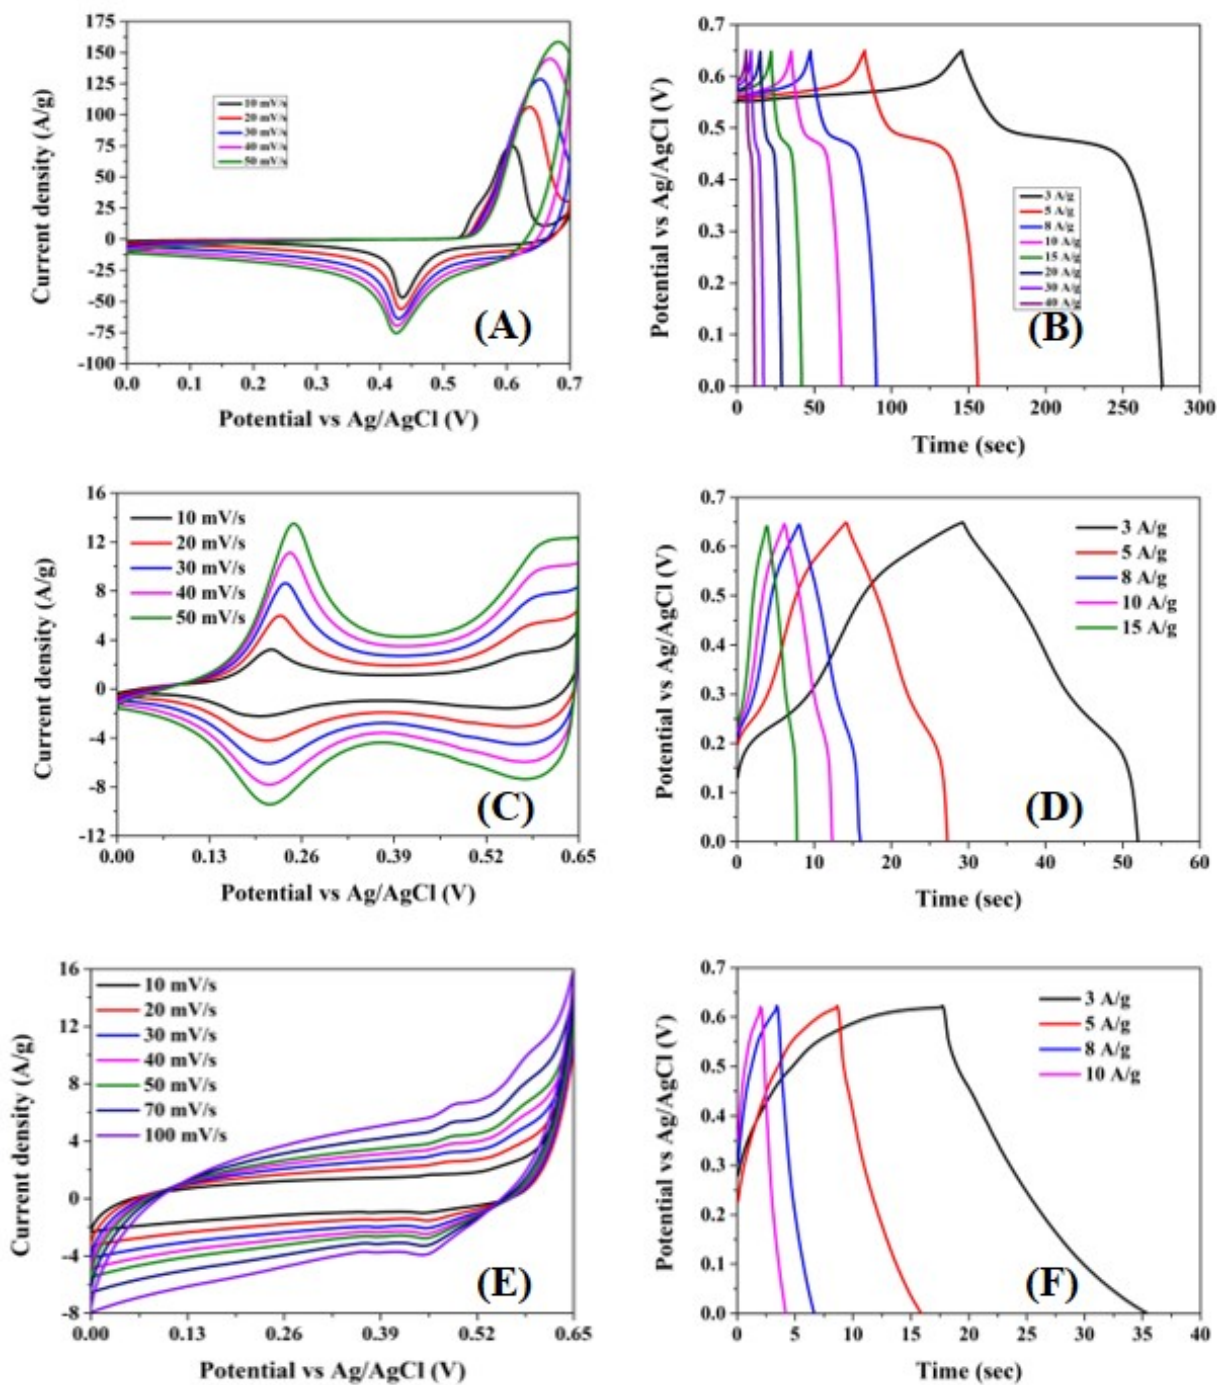 175
150
125
100
75
50
25
0
-25
-50
-75
-100
Current density (A/g)
10 mV/s
20 mV/s
30 mV/s
40 mV/s
50 mV/s
(A)
0.0 0.1 0.2 0.3 0.4 0.5 0.6 0.7
Potential vs Ag/AgCl (V)
0.7
0.6
0.5
0.4
0.3
0.2
0.1
0.0
Potential vs Ag/AgCl (V)
3 A/g
5 A/g
8 A/g
10 A/g
15 A/g
20 A/g
30 A/g
40 A/g
(B)
0 50 100 150 200 250 300
Time (sec)
16
12
8
4
0
-4
-8
-12
Current density (A/g)
10 mV/s
20 mV/s
30 mV/s
40 mV/s
50 mV/s
(C)
0.00 0.13 0.26 0.39 0.52 0.65
Potential vs Ag/AgCl (V)
0.7
0.6
0.5
0.4
0.3
0.2
0.1
0.0
Potential vs Ag/AgCl (V)
3 A/g
5 A/g
8 A/g
10 A/g
15 A/g
(D)
0 10 20 30 40 50 60
Time (sec)
16
12
8
4
0
-4
-8
Current density (A/g)
10 mV/s
20 mV/s
30 mV/s
40 mV/s
50 mV/s
70 mV/s
100 mV/s
(E)
0.00 0.13 0.26 0.39 0.52 0.65
Potential vs Ag/AgCl (V)
0.7
0.6
0.5
0.4
0.3
0.2
0.1
0.0
Potential vs Ag/AgCl (V)
3 A/g
5 A/g
8 A/g
10 A/g
(F)
0 5 10 15 20 25 30 35 40
Time (sec)